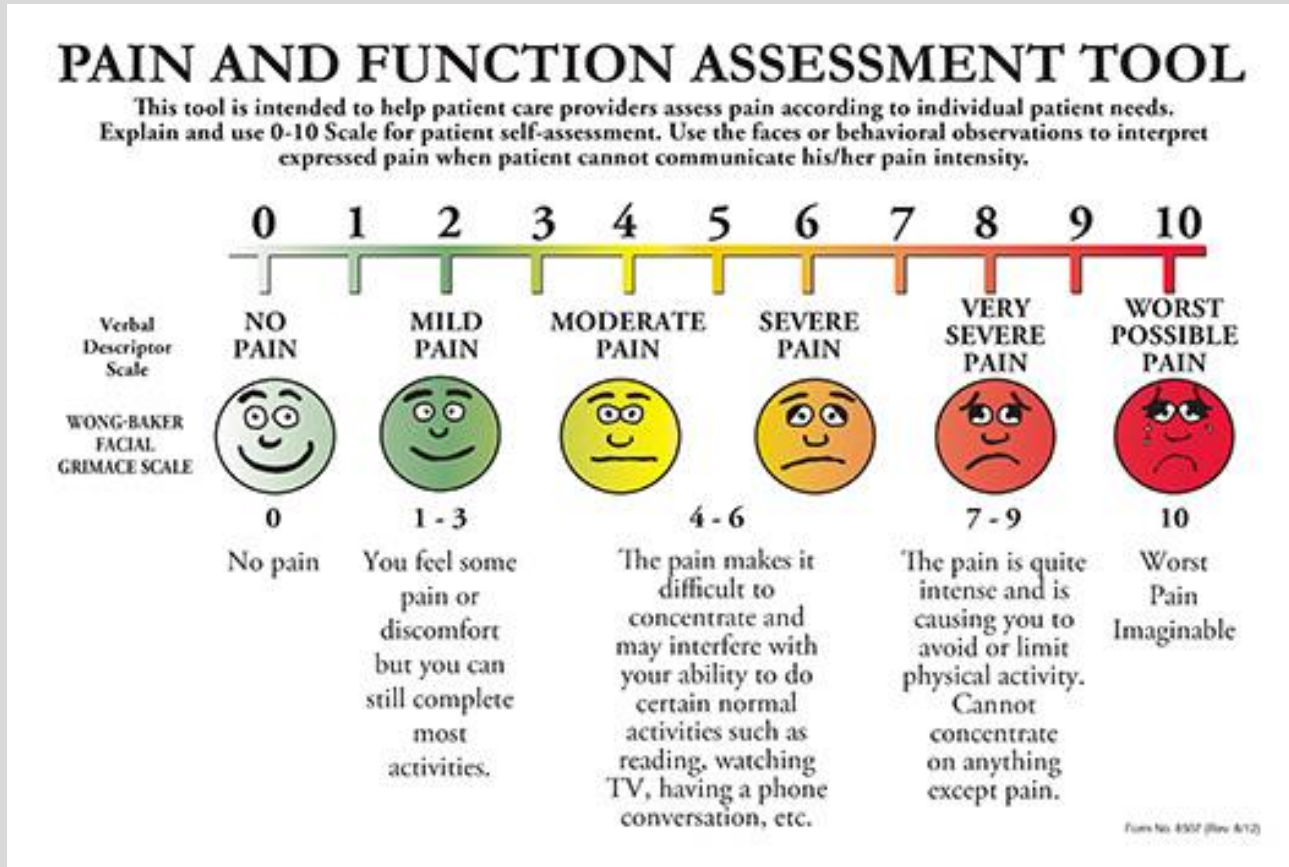 PAIN AND FUNCTION ASSESSMENT TOOL
This tool is intended to help patient care providers assess pain according to individual patient needs.
Explain and use 0-10 Scale for patient self-assessment. Use the faces or behavioral observations to interpret
expressed pain when patient cannot communicate his/her pain intensity.
0 1 2 3 4 5 6 7 8 9 10
Verbal
Descriptor
Scale
NO
PAIN
MILD
PAIN
MODERATE
PAIN
SEVERE
PAIN
VERY
SEVERE
PAIN
WORST
POSSIBLE
PAIN
WONG-BAKER
FACIAL
GRIMACE SCALE
0
No pain
1 - 3
You feel some
pain or
discomfort
but you can
still complete
most
activities.
4 - 6
The pain makes it
difficult to
concentrate and
may interfere with
your ability to do
certain normal
activities such as
reading, watching
TV, having a phone
conversation, etc.
7 - 9
The pain is quite
intense and is
causing you to
avoid or limit
physical activity.
Cannot
concentrate
on anything
except pain.
10
Worst
Pain
Imaginable
Form No.